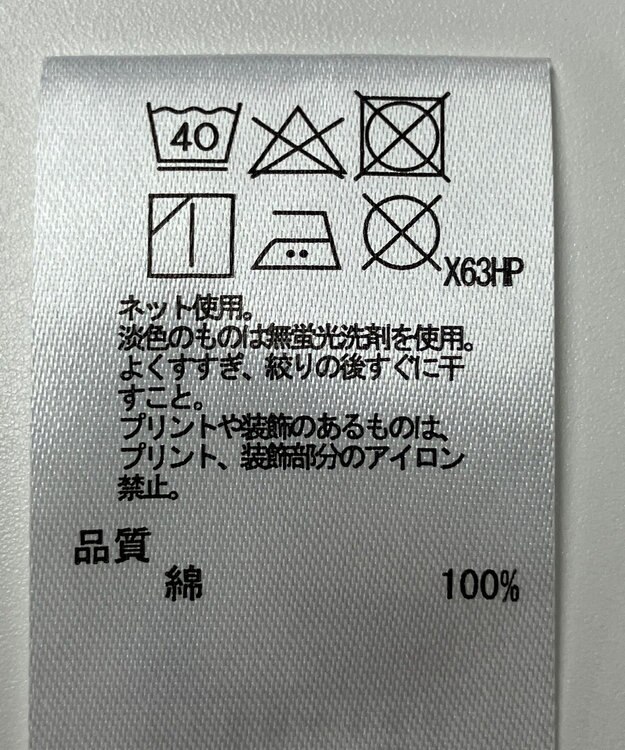 40
X63HP
ネット使用。
淡色のものは無蛍光洗剤を使用。
よくすすぎ、絞りの後すぐに干
すこと。
プリントや装飾のあるものは、
プリント、装飾部分のアイロン
禁止。
品質
綿 100%